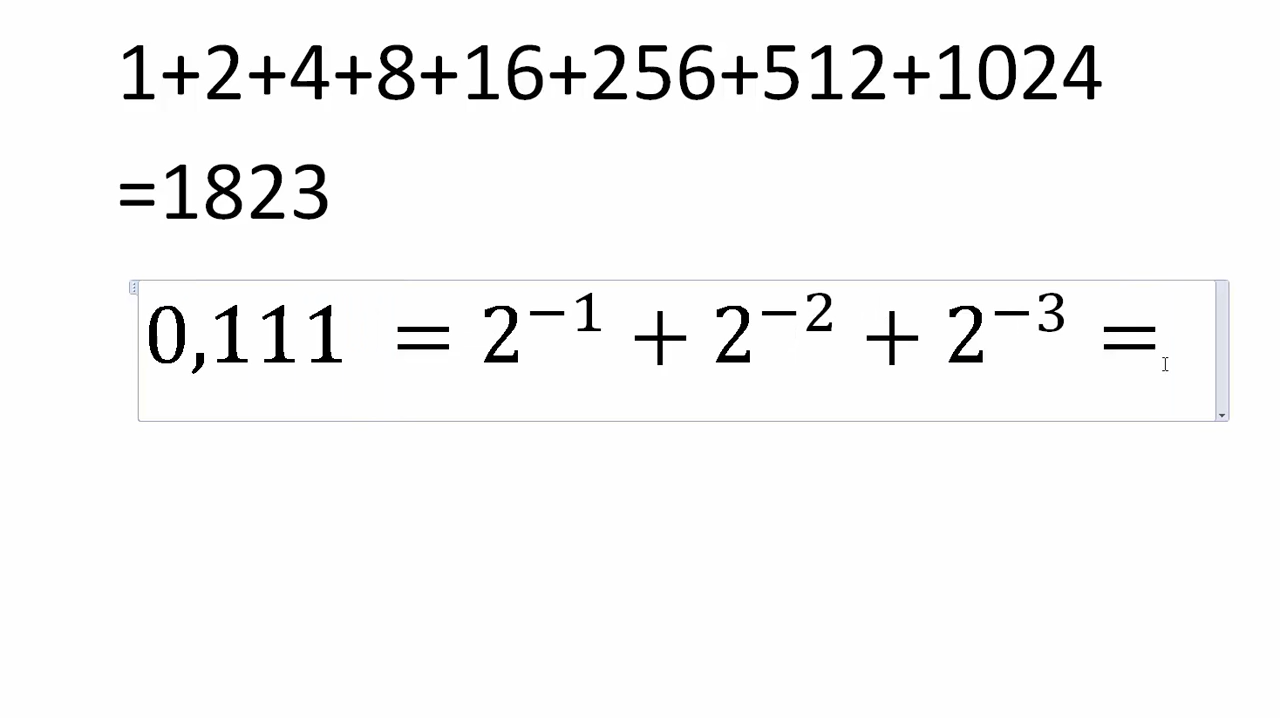 1+2+4+8+16+256+512+1024
=1823
0,111 = 2⁻¹ + 2⁻² + 2⁻³ =